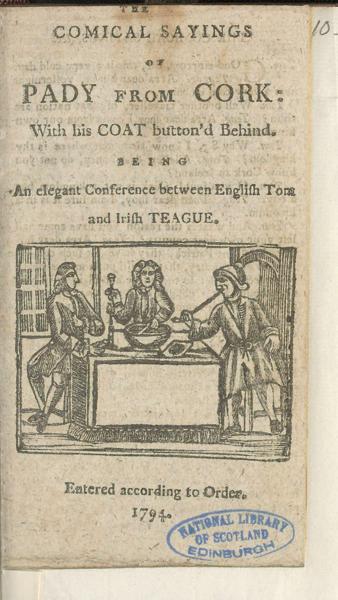 THE
COMICAL SAYINGS
OF
PADY FROM CORK:
With his COAT button'd Behind.
BEING
An elegant Conference between Engliſh Tom
and Iriſh TEAGUE.
Entered according to Order.
1794.
NATIONAL LIBRARY
OF SCOTLAND
EDINBURGH
10